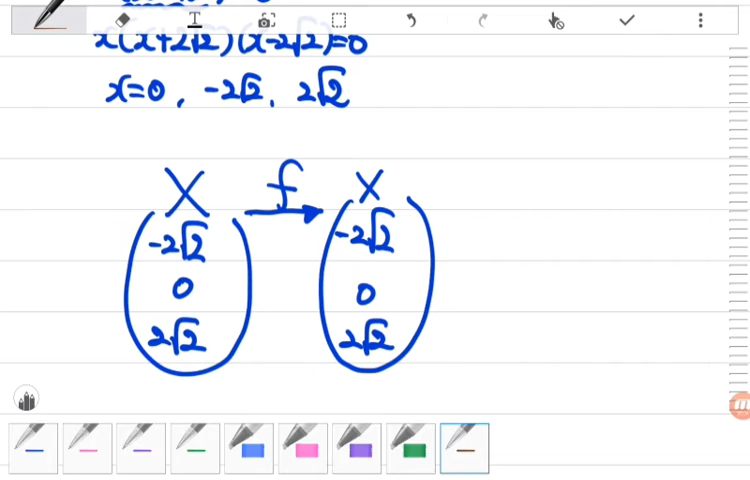 x(x+2√2)(x-2√2)=0
x=0, -2√2, 2√2
X f X
-2√2 -2√2
0 0
2√2 2√2